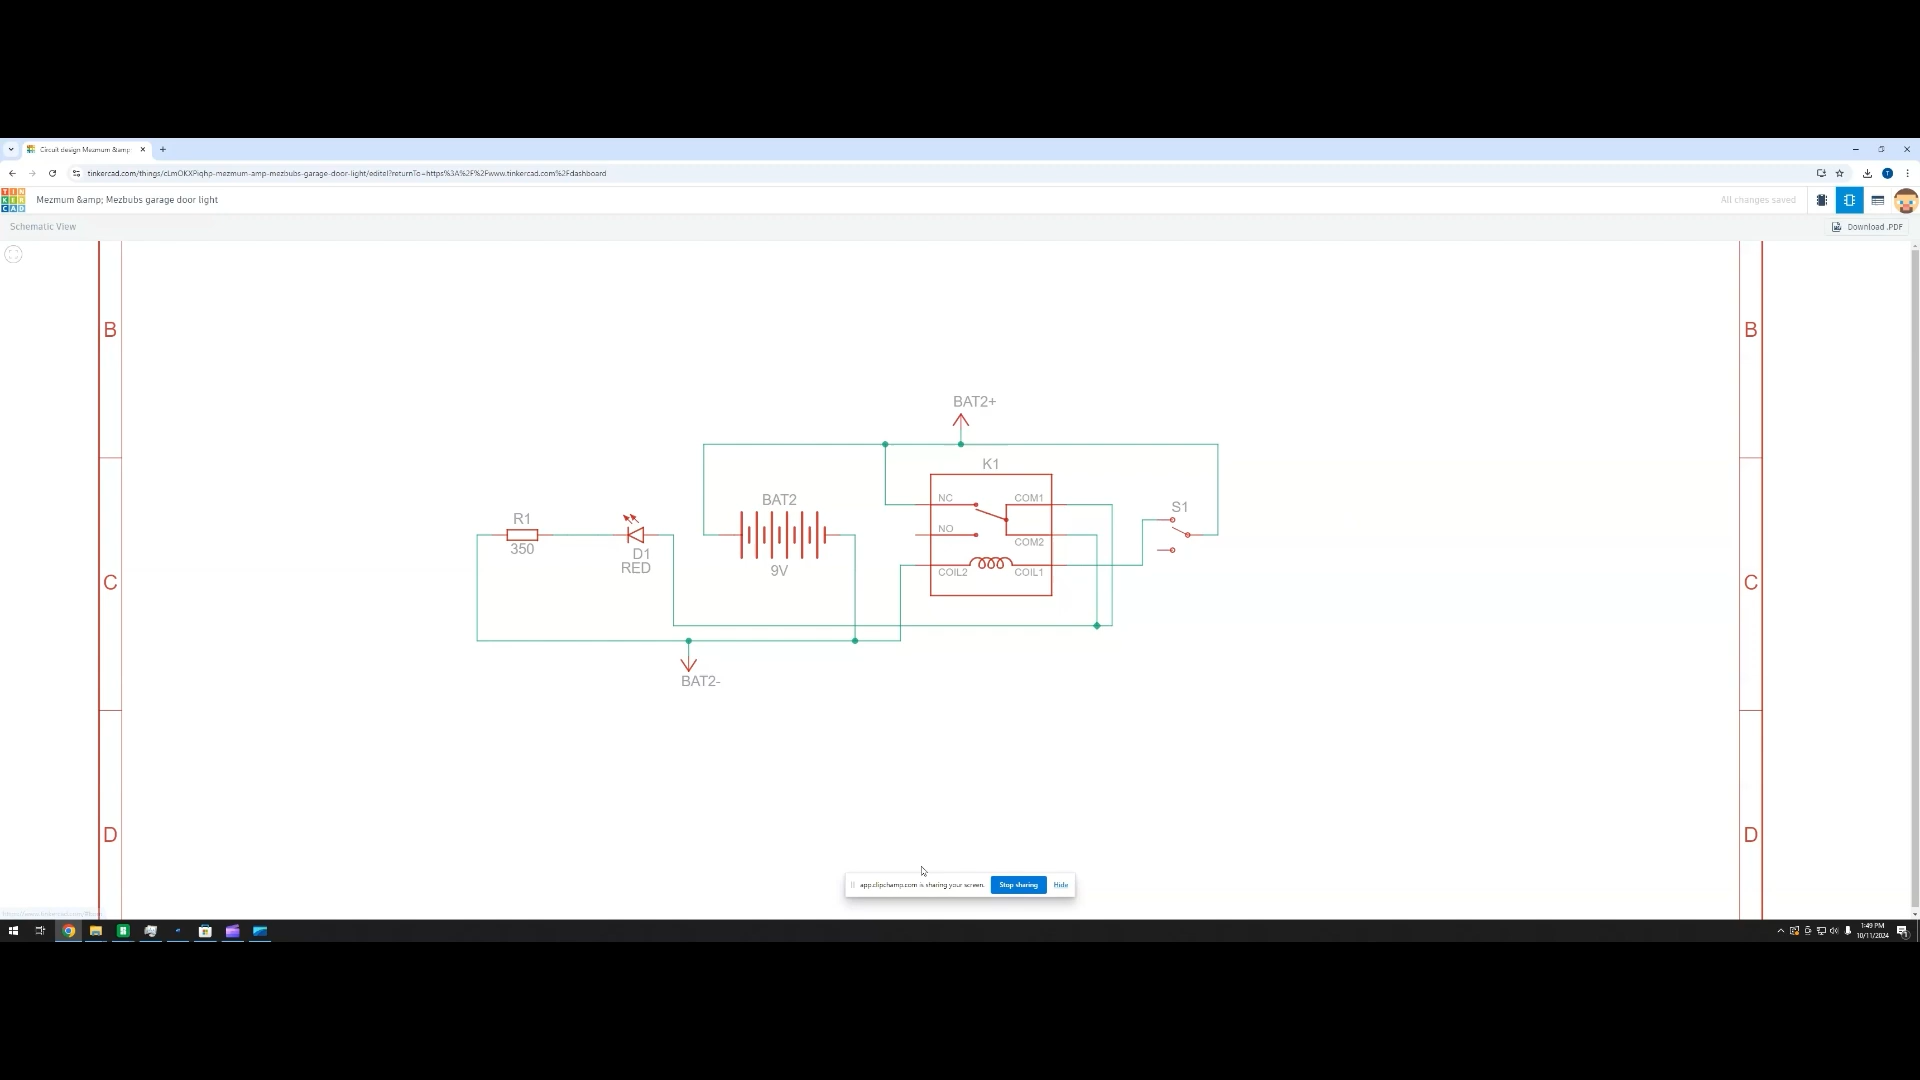 Circuit design Mezmum &amp;
tinkercad.com/things/cLmOKXPiqhp-mezmum-amp-mezbubs-garage-door-light/editel?returnTo=https%3A%2F%2Fwww.tinkercad.com%2Fdashboard
TIN
KER
CAD
Mezmum &amp; Mezbubs garage door light
All changes saved
Schematic View
Download .PDF
B
B
BAT2+
K1
NC
COM1
BAT2
S1
R1
NO
350
COM2
D1
RED
9V
COIL2
COIL1
C
C
BAT2-
D
D
app.clipchamp.com is sharing your screen.
Stop sharing
Hide
1:49 PM
10/11/2024